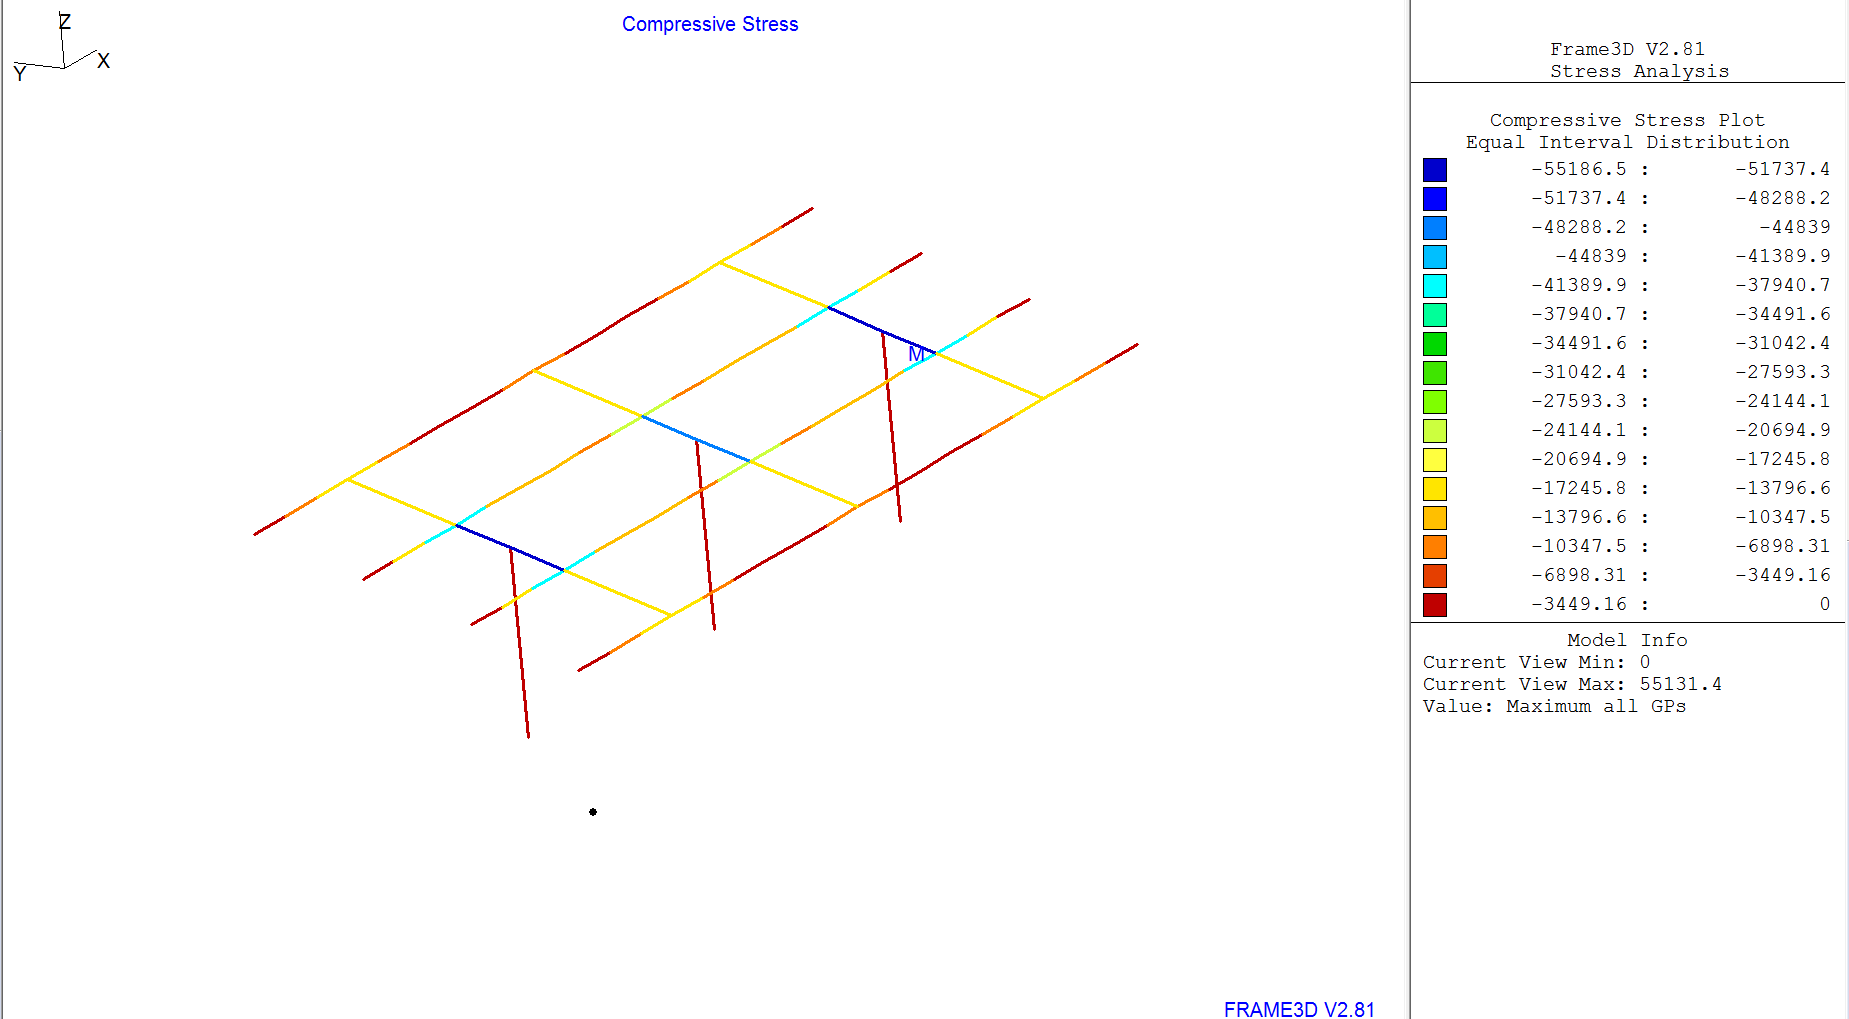 Z
X
Y
Compressive Stress
M
FRAME3D V2.81
Frame3D V2.81
Stress Analysis
Compressive Stress Plot
Equal Interval Distribution
-55186.5 : -51737.4
-51737.4 : -48288.2
-48288.2 : -44839
-44839 : -41389.9
-41389.9 : -37940.7
-37940.7 : -34491.6
-34491.6 : -31042.4
-31042.4 : -27593.3
-27593.3 : -24144.1
-24144.1 : -20694.9
-20694.9 : -17245.8
-17245.8 : -13796.6
-13796.6 : -10347.5
-10347.5 : -6898.31
-6898.31 : -3449.16
-3449.16 : 0
Model Info
Current View Min: 0
Current View Max: 55131.4
Value: Maximum all GPs